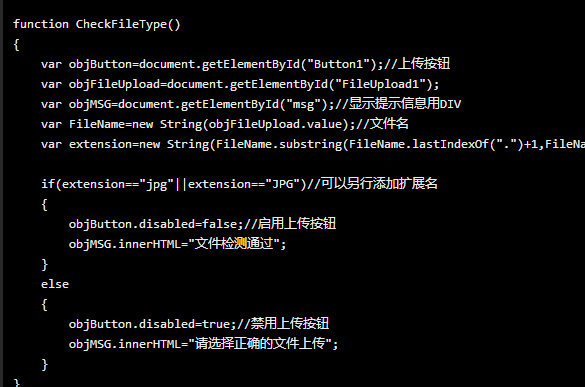 function CheckFileType()
{
var objButton=document.getElementById("Button1");//上传按钮
var objFileUpload=document.getElementById("FileUpload1");
var objMSG=document.getElementById("msg");//显示提示信息用DIV
var FileName=new String(objFileUpload.value);//文件名
var extension=new String(FileName.substring(FileName.lastIndexOf(".")+1,FileNa
if(extension=="jpg"||extension=="JPG")//可以另行添加扩展名
{
objButton.disabled=false;//启用上传按钮
objMSG.innerHTML="文件检测通过";
}
else
{
objButton.disabled=true;//禁用上传按钮
objMSG.innerHTML="请选择正确的文件上传";
}
}